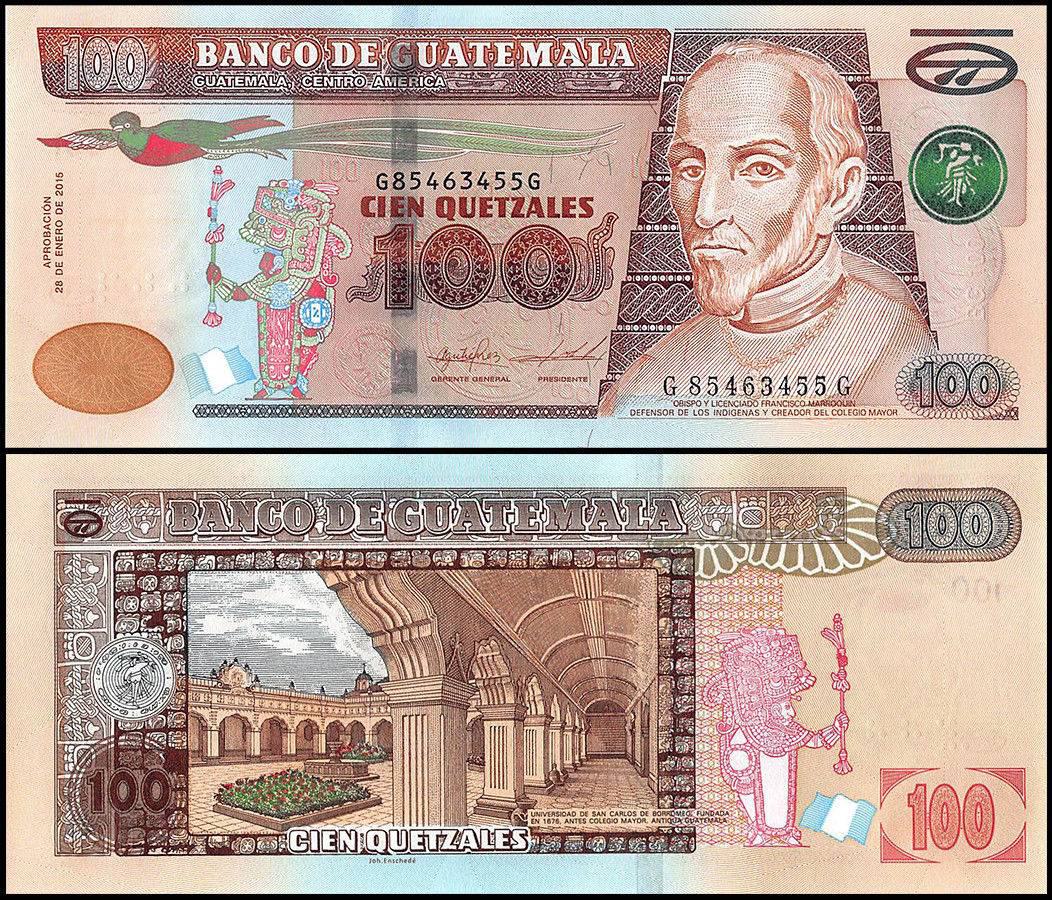 100
BANCO DE GUATEMALA
GUATEMALA, CENTRO AMERICA
APROBACIÓN
28 DE ENERO DE 2015
G85463455G
CIEN QUETZALES
100
GERENTE GENERAL PRESIDENTE
G 85463455 G
OBISPO Y LICENCIADO FRANCISCO MARROQUIN
DEFENSOR DE LOS INDIGENAS Y CREADOR DEL COLEGIO MAYOR
100
BANCO DE GUATEMALA
100
100
UNIVERSIDAD DE SAN CARLOS DE BORROMEO, FUNDADA
EN 1676, ANTES COLEGIO MAYOR, ANTIGUA GUATEMALA
CIEN QUETZALES
Joh. Enschedé
100